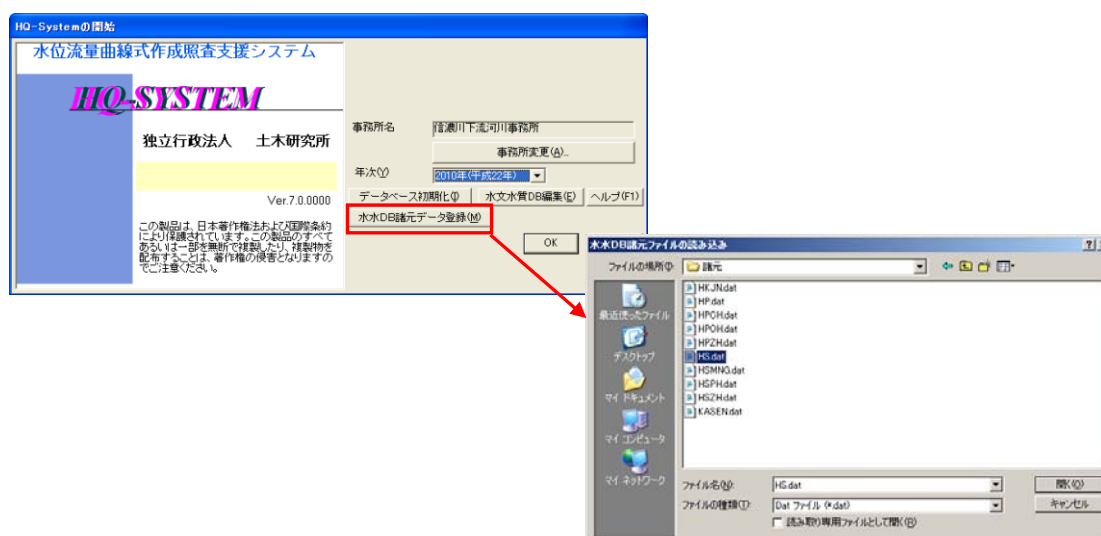 HQ-Systemの開始
水位流量曲線式作成照査支援システム
HQ-SYSTEM
独立行政法人 土木研究所
Ver.7.0.0000
この製品は、日本著作権法および国際条約
により保護されています。この製品のすべて
あるいは一部を無断で複製したり、複製物を
配布することは、著作権の侵害となりますの
でご注意ください。
事務所名 信濃川下流河川事務所
事務所変更(A)..
年次(Y) 2010年(平成22年)
データベース初期化(I) 水文水質DB編集(E) ヘルプ(F1)
水水DB諸元データ登録(M)
OK
水水DB諸元ファイルの読み込み
ファイルの場所(I): 諸元
最近使ったファイル
デスクトップ
マイ ドキュメント
マイ コンピュータ
マイ ネットワーク
HKJN.dat
HP.dat
HPCH.dat
HPOH.dat
HPZH.dat
HS.dat
HSMNG.dat
HSPH.dat
HSZH.dat
KASEN.dat
ファイル名(N): HS.dat 開く(O)
ファイルの種類(T): Dat ファイル (*.dat) キャンセル
読み取り専用ファイルとして開く(R)